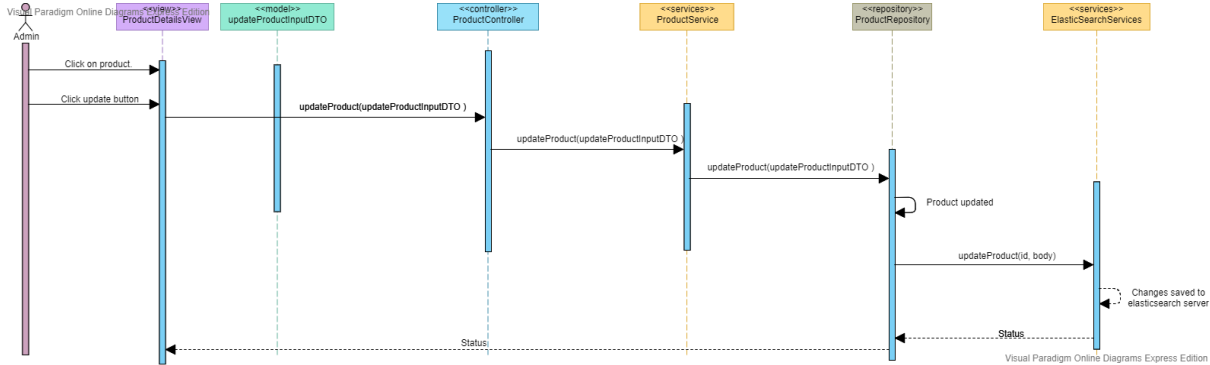 Visual Paradigm Online Diagrams Express Edition
<<view>>
ProductDetailsView
<<model>>
updateProductInputDTO
<<controller>>
ProductController
<<services>>
ProductService
<<repository>>
ProductRepository
<<services>>
ElasticSearchServices
Admin
Click on product.
Click update button
updateProduct(updateProductInputDTO )
updateProduct(updateProductInputDTO )
updateProduct(updateProductInputDTO )
Product updated
updateProduct(id, body)
Changes saved to
elasticsearch server
Status
Status
Visual Paradigm Online Diagrams Express Edition